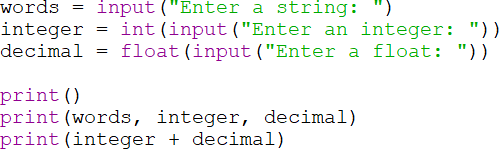 words = input("Enter a string: ")
integer = int(input("Enter an integer: "))
decimal = float(input("Enter a float: "))
print()
print(words, integer, decimal)
print(integer + decimal)